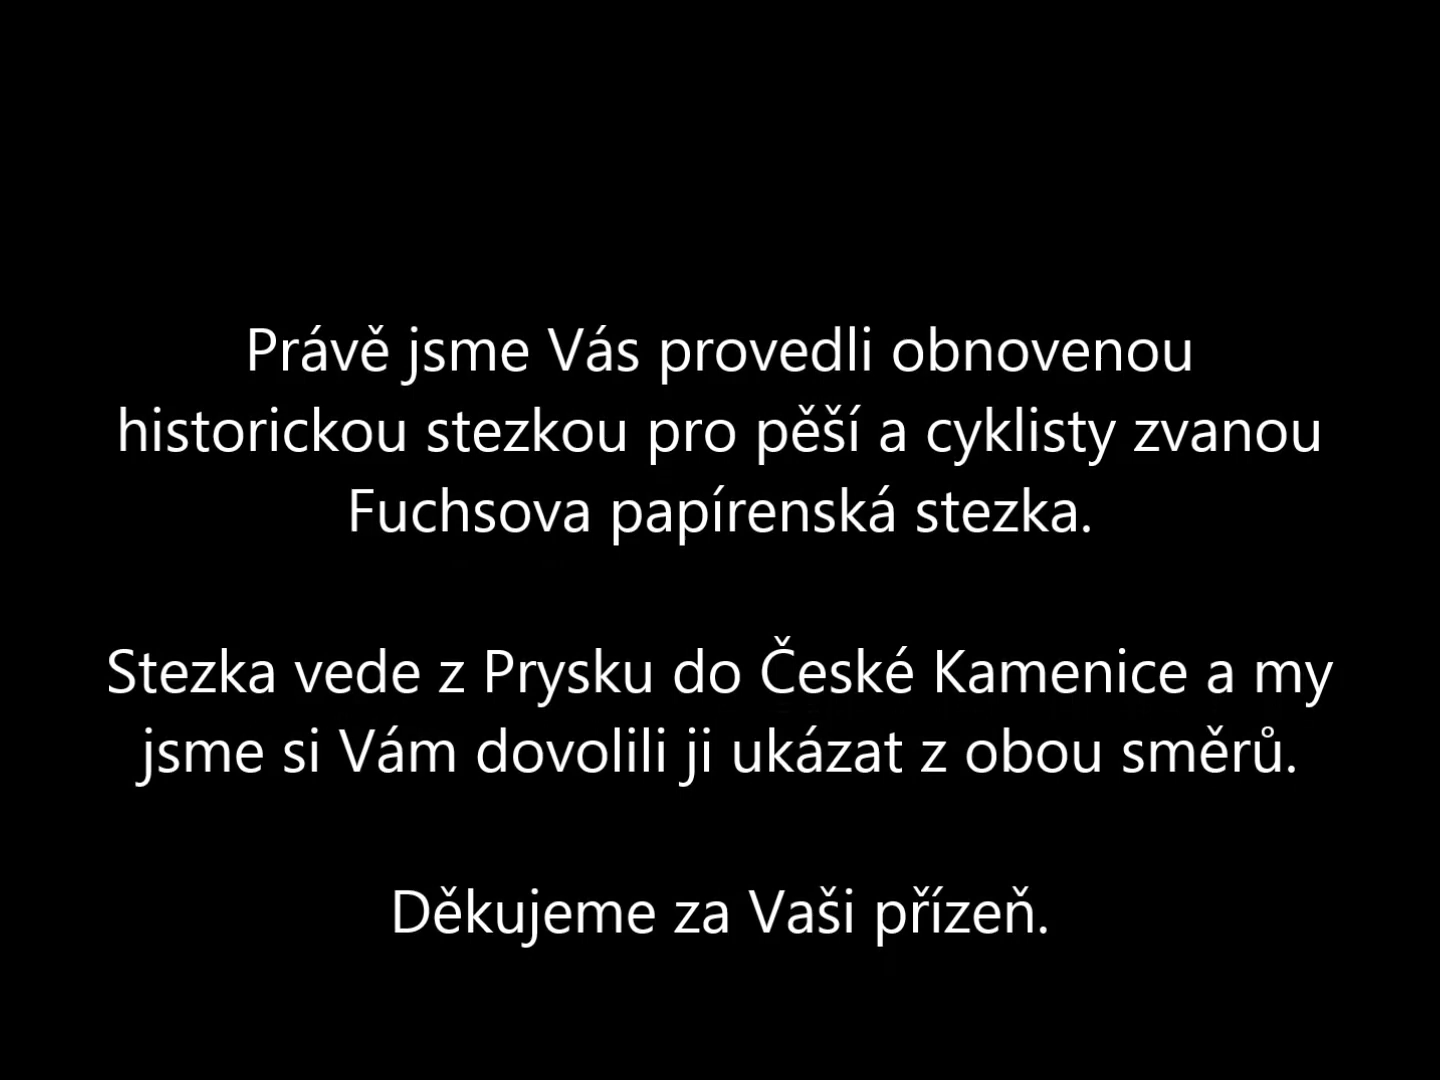 Právě jsme Vás provedli obnovenou
historickou stezkou pro pěší a cyklisty zvanou
Fuchsova papírenská stezka.
Stezka vede z Prysku do České Kamenice a my
jsme si Vám dovolili ji ukázat z obou směrů.
Děkujeme za Vaši přízeň.